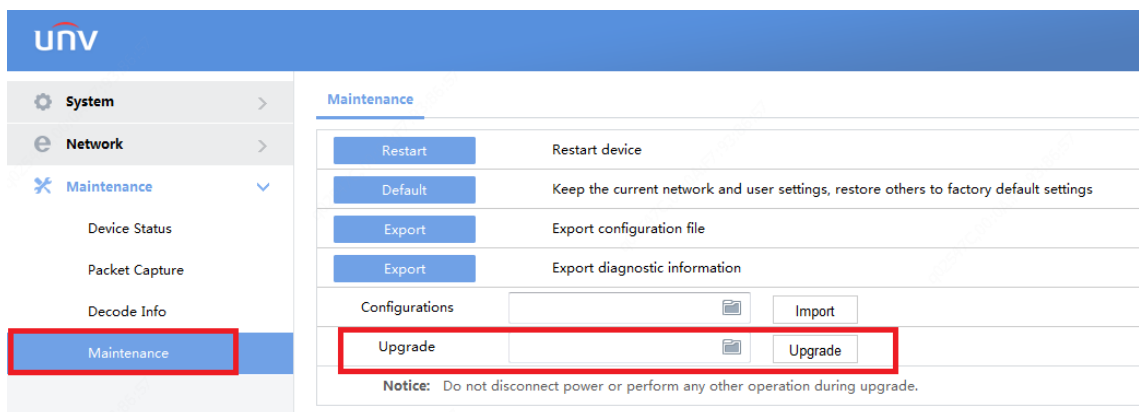 unv
System
Network
Maintenance
Device Status
Packet Capture
Decode Info
Maintenance
Maintenance
Restart Restart device
Default Keep the current network and user settings, restore others to factory default settings
Export Export configuration file
Export Export diagnostic information
Configurations Import
Upgrade Upgrade
Notice: Do not disconnect power or perform any other operation during upgrade.